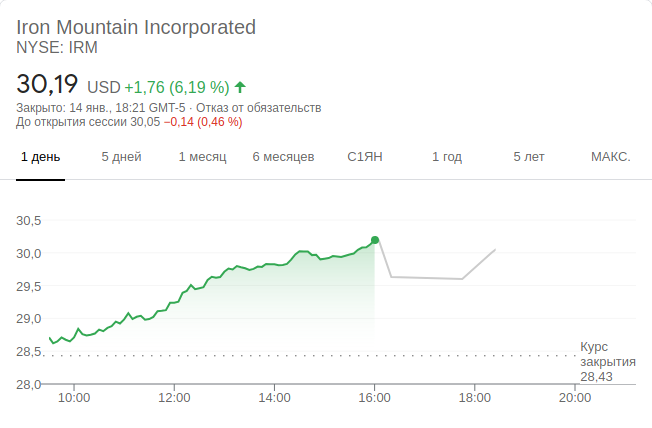 Iron Mountain Incorporated
NYSE: IRM
30,19 USD +1,76 (6,19 %)
Закрыто: 14 янв., 18:21 GMT-5 · Отказ от обязательств
До открытия сессии 30,05 −0,14 (0,46 %)
1 день 5 дней 1 месяц 6 месяцев С1ЯН 1 год 5 лет МАКС.
30,5
30,0
29,5
29,0
28,5
28,0
Курс
закрытия
28,43
10:00 12:00 14:00 16:00 18:00 20:00